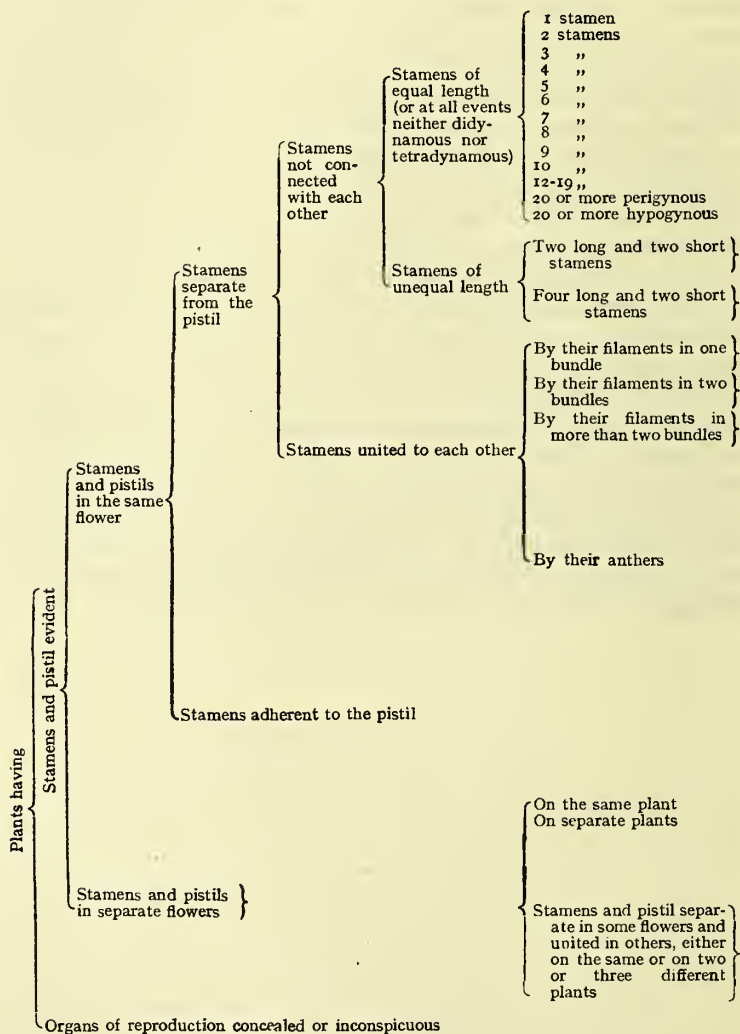 1 stamen
2 stamens
3 „
4 „
5 „
6 „
7 „
8 „
9 „
10 „
12-19 „
20 or more perigynous
20 or more hypogynous
Stamens of
equal length
(or at all events
neither didy-
namous nor
tetradynamous)
Stamens
not con-
nected
with each
other
Stamens of
unequal length
Two long and two short
stamens
Four long and two short
stamens
Stamens
separate
from the
pistil
By their filaments in one
bundle
By their filaments in two
bundles
By their filaments in
more than two bundles
Stamens united to each other
By their anthers
Stamens
and pistils
in the same
flower
Stamens adherent to the pistil
Plants having
Stamens and pistil evident
Stamens and pistils
in separate flowers
On the same plant
On separate plants
Stamens and pistil separ-
ate in some flowers and
united in others, either
on the same or on two
or three different
plants
Organs of reproduction concealed or inconspicuous